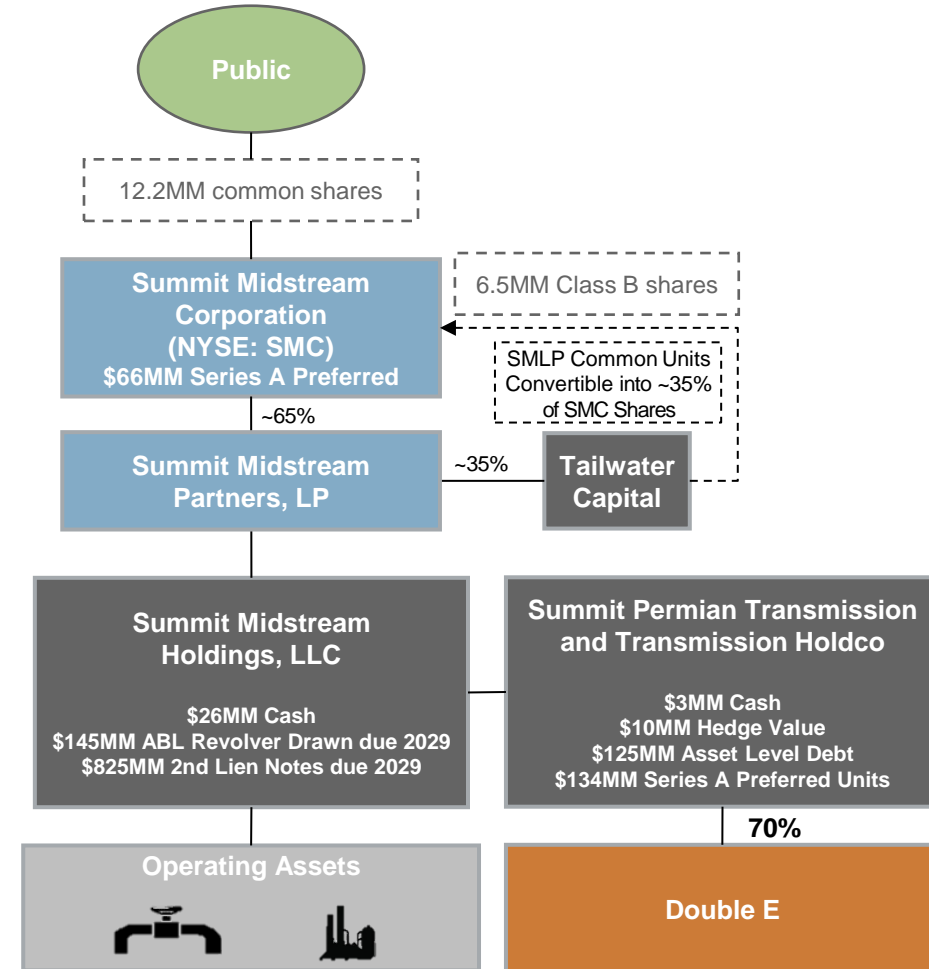 Public
12.2MM common shares
Summit Midstream
Corporation
(NYSE: SMC)
$66MM Series A Preferred
6.5MM Class B shares
SMLP Common Units
Convertible into ~35%
of SMC Shares
~65%
Summit Midstream
Partners, LP
~35%
Tailwater
Capital
Summit Midstream
Holdings, LLC
$26MM Cash
$145MM ABL Revolver Drawn due 2029
$825MM 2nd Lien Notes due 2029
Summit Permian Transmission
and Transmission Holdco
$3MM Cash
$10MM Hedge Value
$125MM Asset Level Debt
$134MM Series A Preferred Units
70%
Operating Assets
Double E